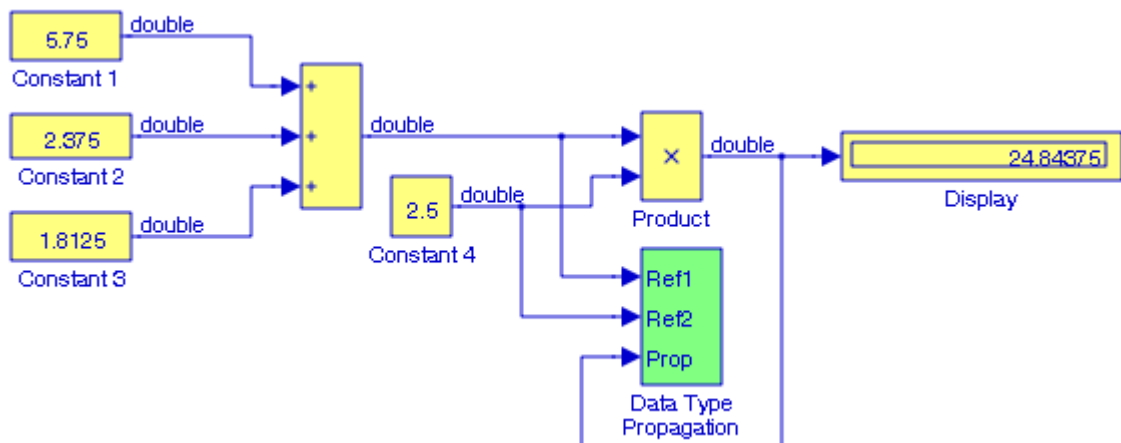 double
5.75
Constant 1
+
double
2.375
Constant 2
+
double
1.8125
Constant 3
+
double
double
2.5
Constant 4
×
Product
double
24.84375
Display
Ref1
Ref2
Prop
Data Type
Propagation